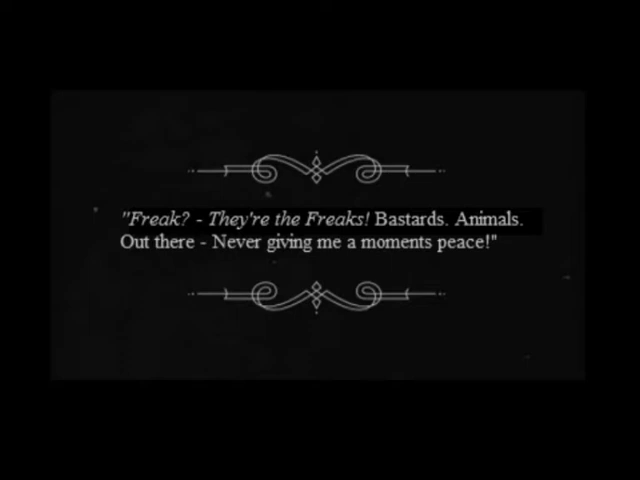 "Freak? - They're the Freaks! Bastards. Animals.
Out there - Never giving me a moments peace!"